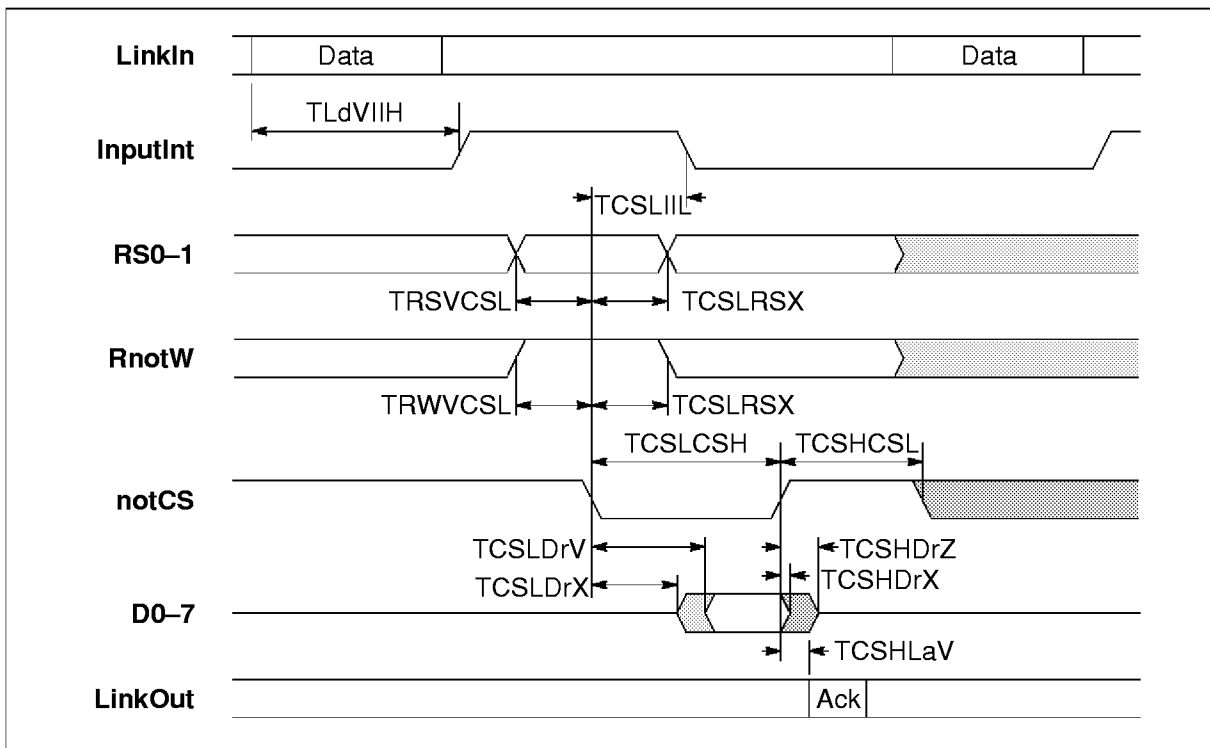 LinkIn Data Data
TLdVIIH
InputInt
TCSLIIL
RS0–1
TRSVCSL TCSLRSX
RnotW
TRWVCSL TCSLRSX
TCSLCSH TCSHCSL
notCS
TCSLDrV TCSHDrZ
TCSLDrX TCSHDrX
D0–7
TCSHLaV
LinkOut Ack